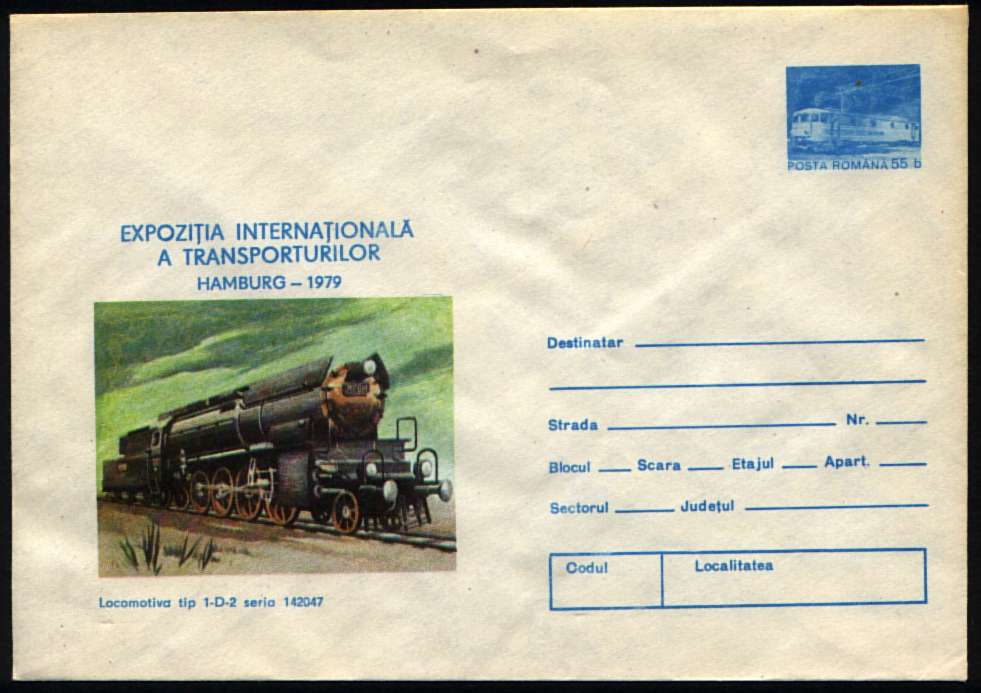 POSTA ROMÂNĂ 55 b
EXPOZIȚIA INTERNAȚIONALĂ
A TRANSPORTURILOR
HAMBURG – 1979
Destinatar
Strada Nr.
Blocul Scara Etajul Apart.
Sectorul Județul
Codul Localitatea
Locomotiva tip 1-D-2 seria 142047